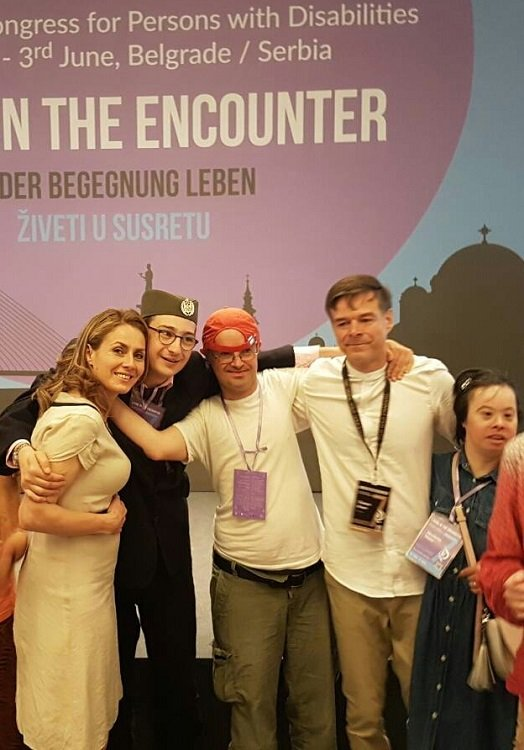 ongress for Persons with Disabilities
- 3rd June, Belgrade / Serbia
N THE ENCOUNTER
DER BEGEGNUNG LEBEN
ŽIVETI U SUSRETU